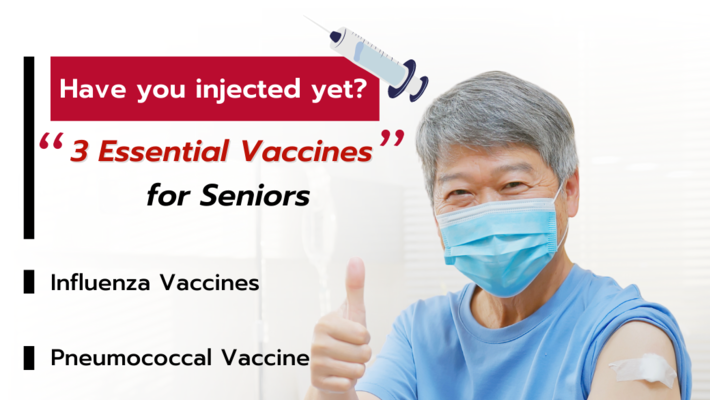 Have you injected yet?
“ 3 Essential Vaccines ”
for Seniors
Influenza Vaccines
Pneumococcal Vaccine